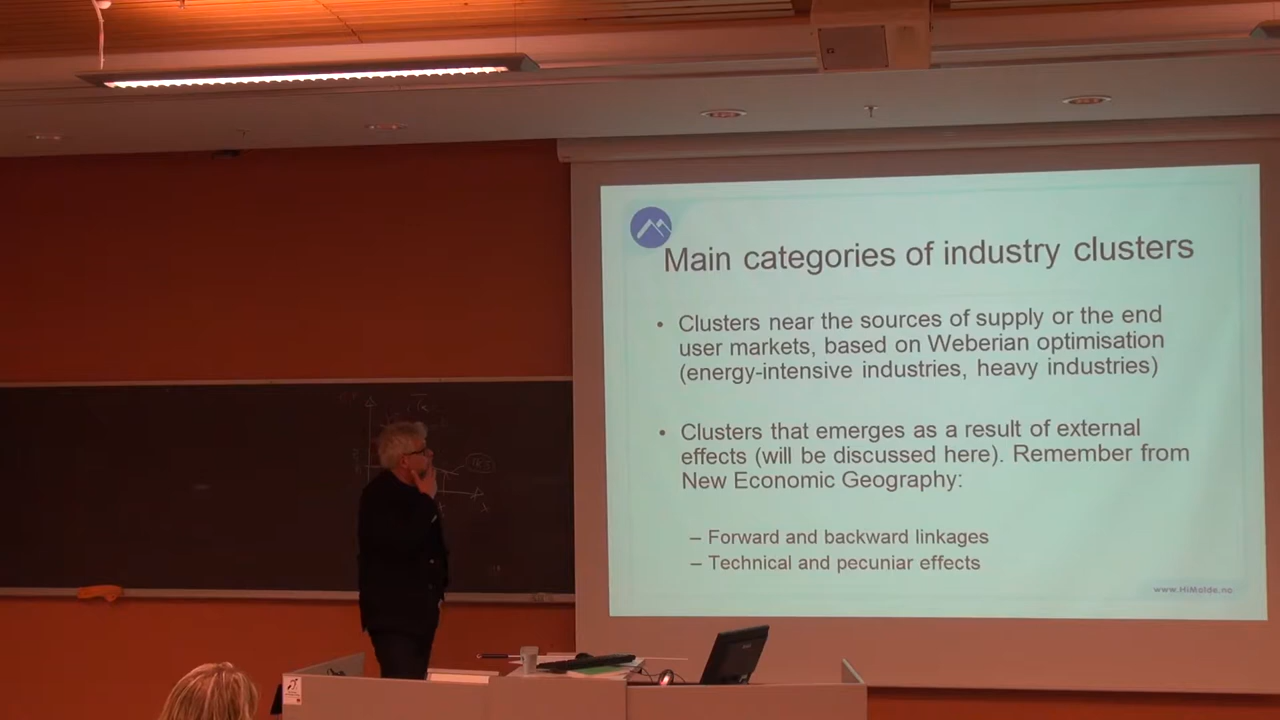 Main categories of industry clusters
• Clusters near the sources of supply or the end
user markets, based on Weberian optimisation
(energy-intensive industries, heavy industries)
• Clusters that emerges as a result of external
effects (will be discussed here). Remember from
New Economic Geography:
– Forward and backward linkages
– Technical and pecuniar effects
www.HiMolde.no